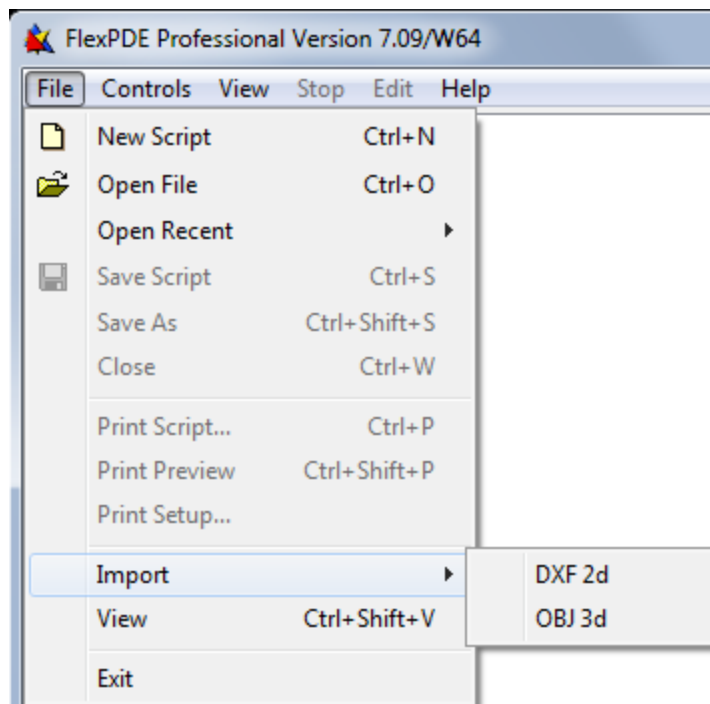 FlexPDE Professional Version 7.09/W64
File Controls View Stop Edit Help
New Script Ctrl+N
Open File Ctrl+O
Open Recent
Save Script Ctrl+S
Save As Ctrl+Shift+S
Close Ctrl+W
Print Script... Ctrl+P
Print Preview Ctrl+Shift+P
Print Setup...
Import DXF 2d
View Ctrl+Shift+V OBJ 3d
Exit